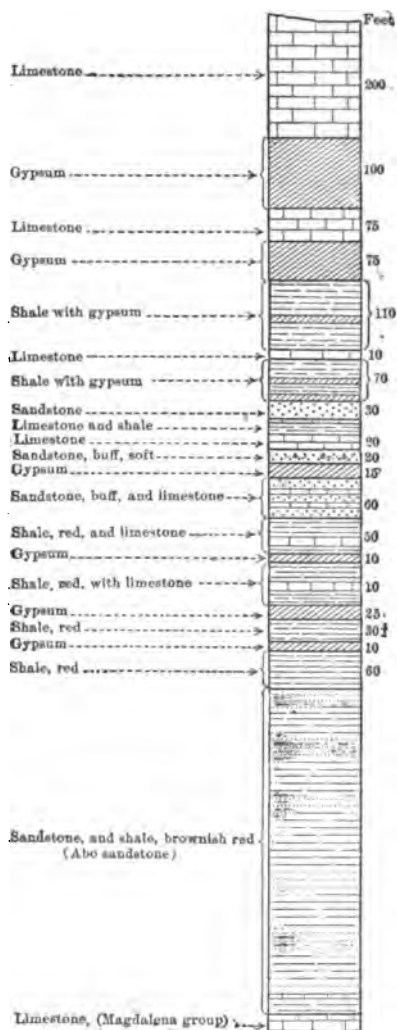 Feet
Limestone 200
Gypsum 100
Limestone 75
Gypsum 75
Shale with gypsum 110
Limestone 10
Shale with gypsum 70
Sandstone 30
Limestone and shale
Limestone 20
Sandstone, buff, soft 20
Gypsum 15
Sandstone, buff, and limestone 60
Shale, red, and limestone 50
Gypsum 10
Shale, red, with limestone 10
Gypsum 25
Shale, red 30±
Gypsum 10
Shale, red 60
Sandstone, and shale, brownish red
(Abo sandstone)
Limestone, (Magdalena group)